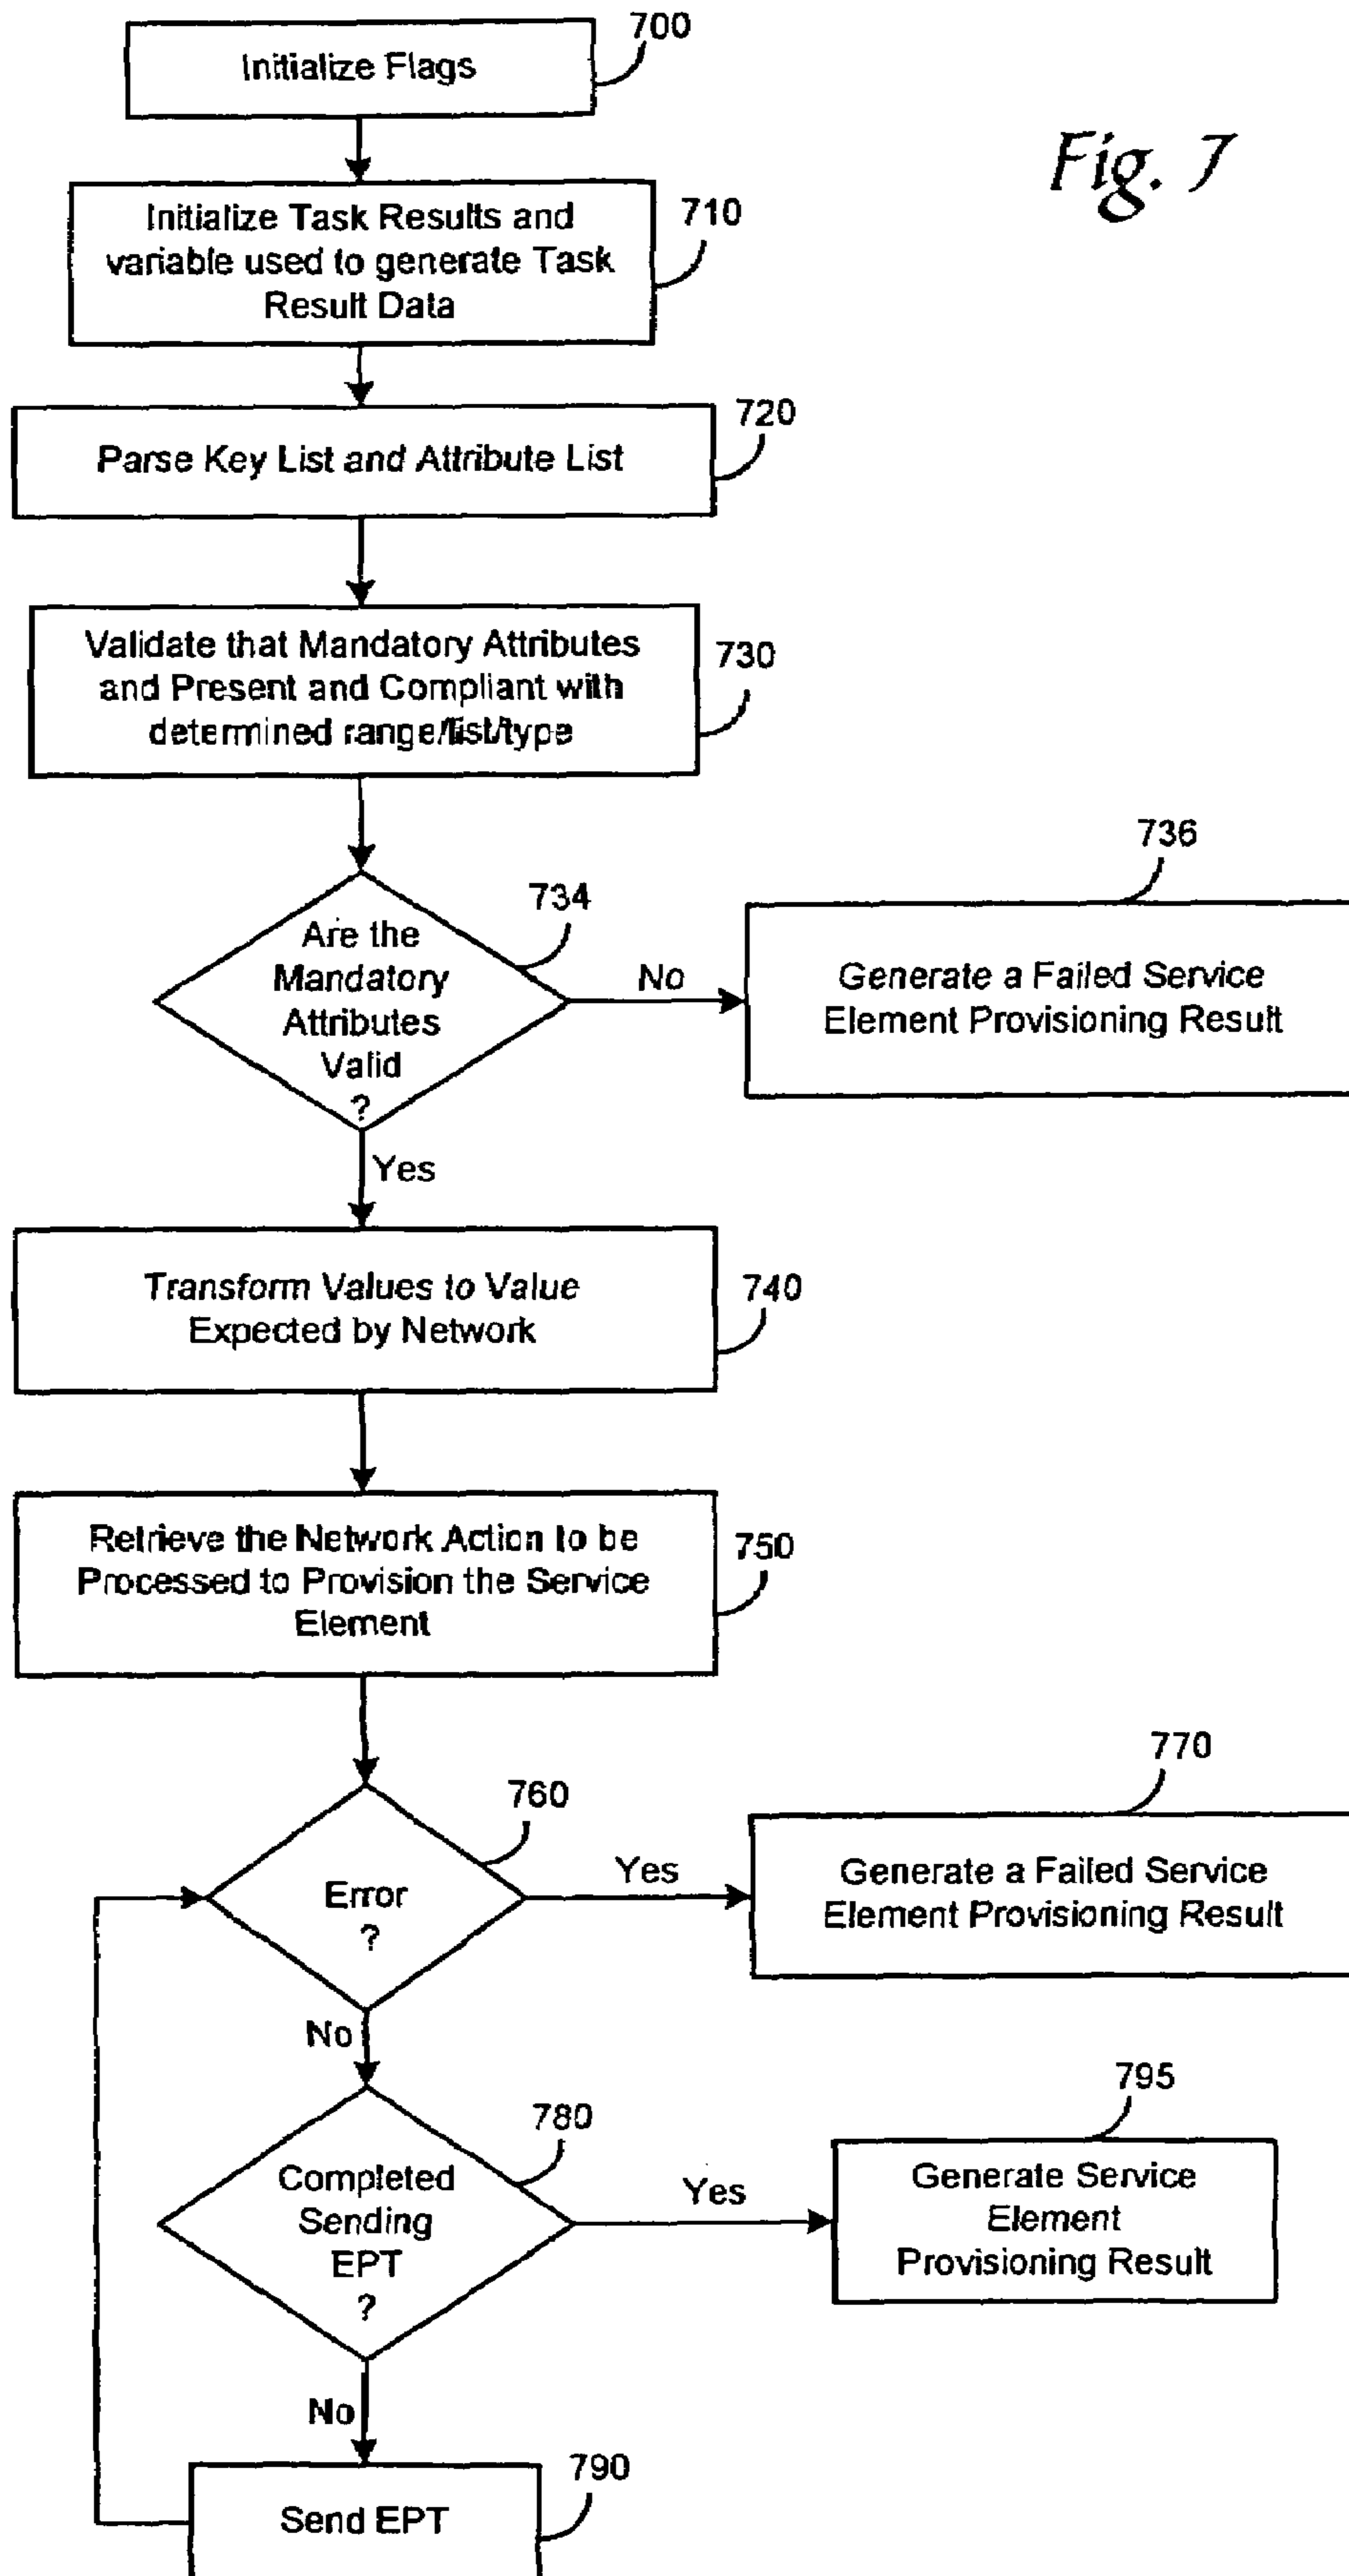 Fig. 7
700
Initialize Flags
710
Initialize Task Results and
variable used to generate Task
Result Data
720
Parse Key List and Attribute List
730
Validate that Mandatory Attributes
and Present and Compliant with
determined range/list/type
734
Are the
Mandatory
Attributes
Valid
?
No
736
Generate a Failed Service
Element Provisioning Result
Yes
740
Transform Values to Value
Expected by Network
750
Retrieve the Network Action to be
Processed to Provision the Service
Element
760
Error
?
Yes
770
Generate a Failed Service
Element Provisioning Result
No
780
Completed
Sending
EPT
?
Yes
795
Generate Service
Element
Provisioning Result
No
790
Send EPT